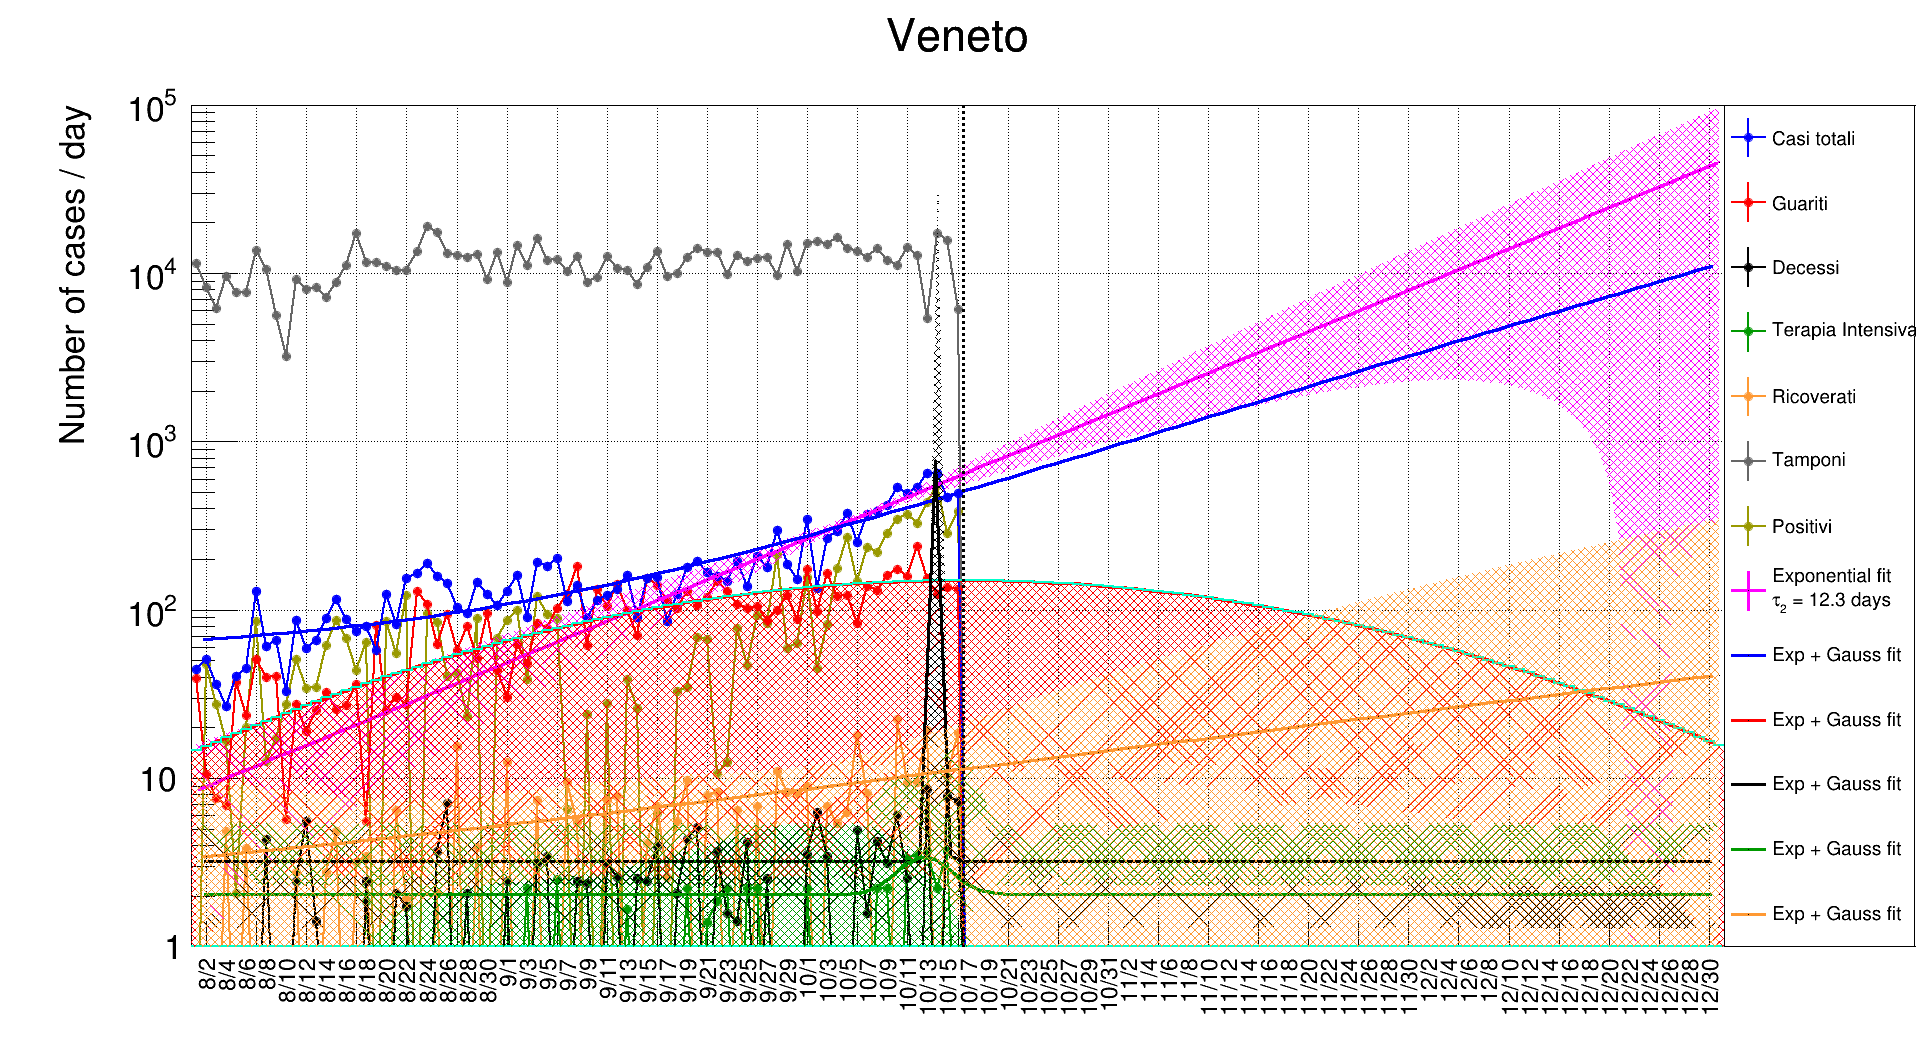 Veneto
Number of cases / day
10^5
10^4
10^3
10^2
10
1
8/2 8/4 8/6 8/8 8/10 8/12 8/14 8/16 8/18 8/20 8/22 8/24 8/26 8/28 8/30 9/1 9/3 9/5 9/7 9/9 9/11 9/13 9/15 9/17 9/19 9/21 9/23 9/25 9/27 9/29 10/1 10/3 10/5 10/7 10/9 10/11 10/13 10/15 10/17 10/19 10/21 10/23 10/25 10/27 10/29 10/31 11/2 11/4 11/6 11/8 11/10 11/12 11/14 11/16 11/18 11/20 11/22 11/24 11/26 11/28 11/30 12/2 12/4 12/6 12/8 12/10 12/12 12/14 12/16 12/18 12/20 12/22 12/24 12/26 12/28 12/30
Casi totali
Guariti
Decessi
Terapia Intensiva
Ricoverati
Tamponi
Positivi
Exponential fit
τ₂ = 12.3 days
Exp + Gauss fit
Exp + Gauss fit
Exp + Gauss fit
Exp + Gauss fit
Exp + Gauss fit